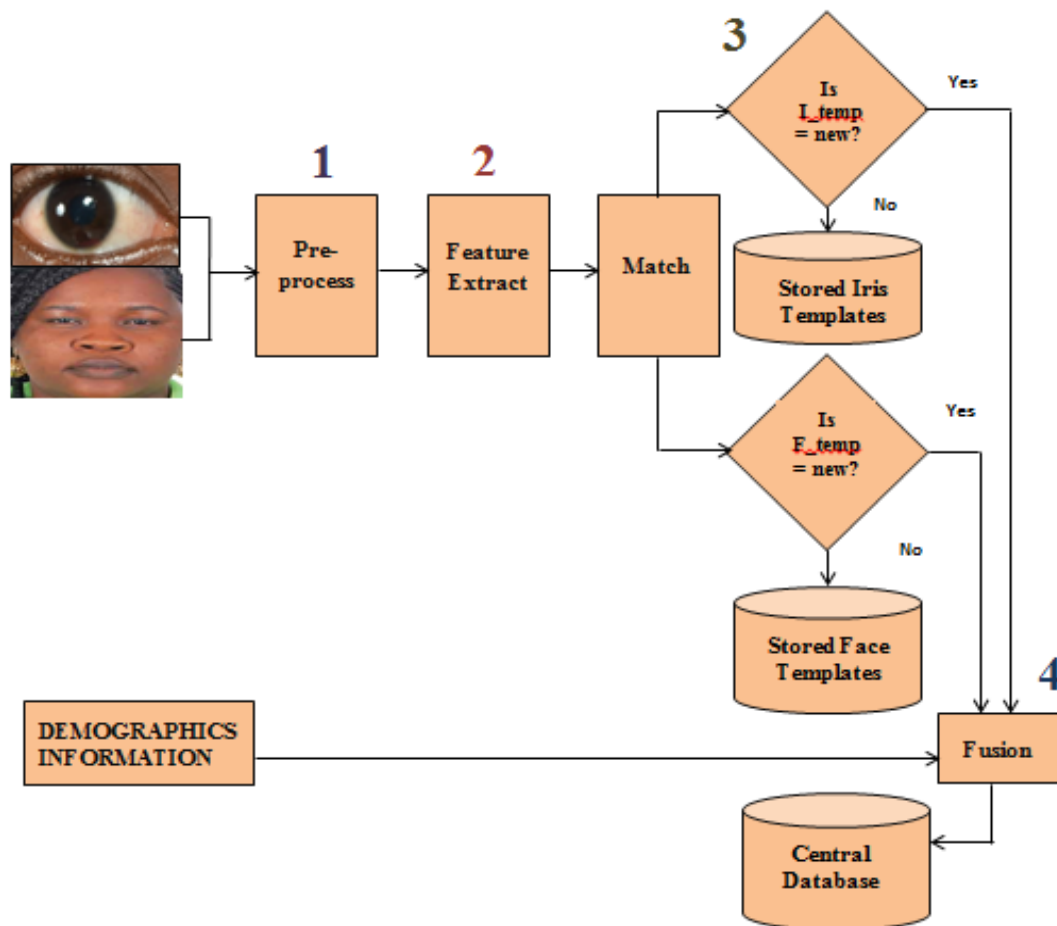 3
Is
I_temp
= new?
Yes
1
2
No
Pre-
process
Feature
Extract
Match
Stored Iris
Templates
Is
F_temp
= new?
Yes
No
Stored Face
Templates
4
DEMOGRAPHICS
INFORMATION
Fusion
Central
Database